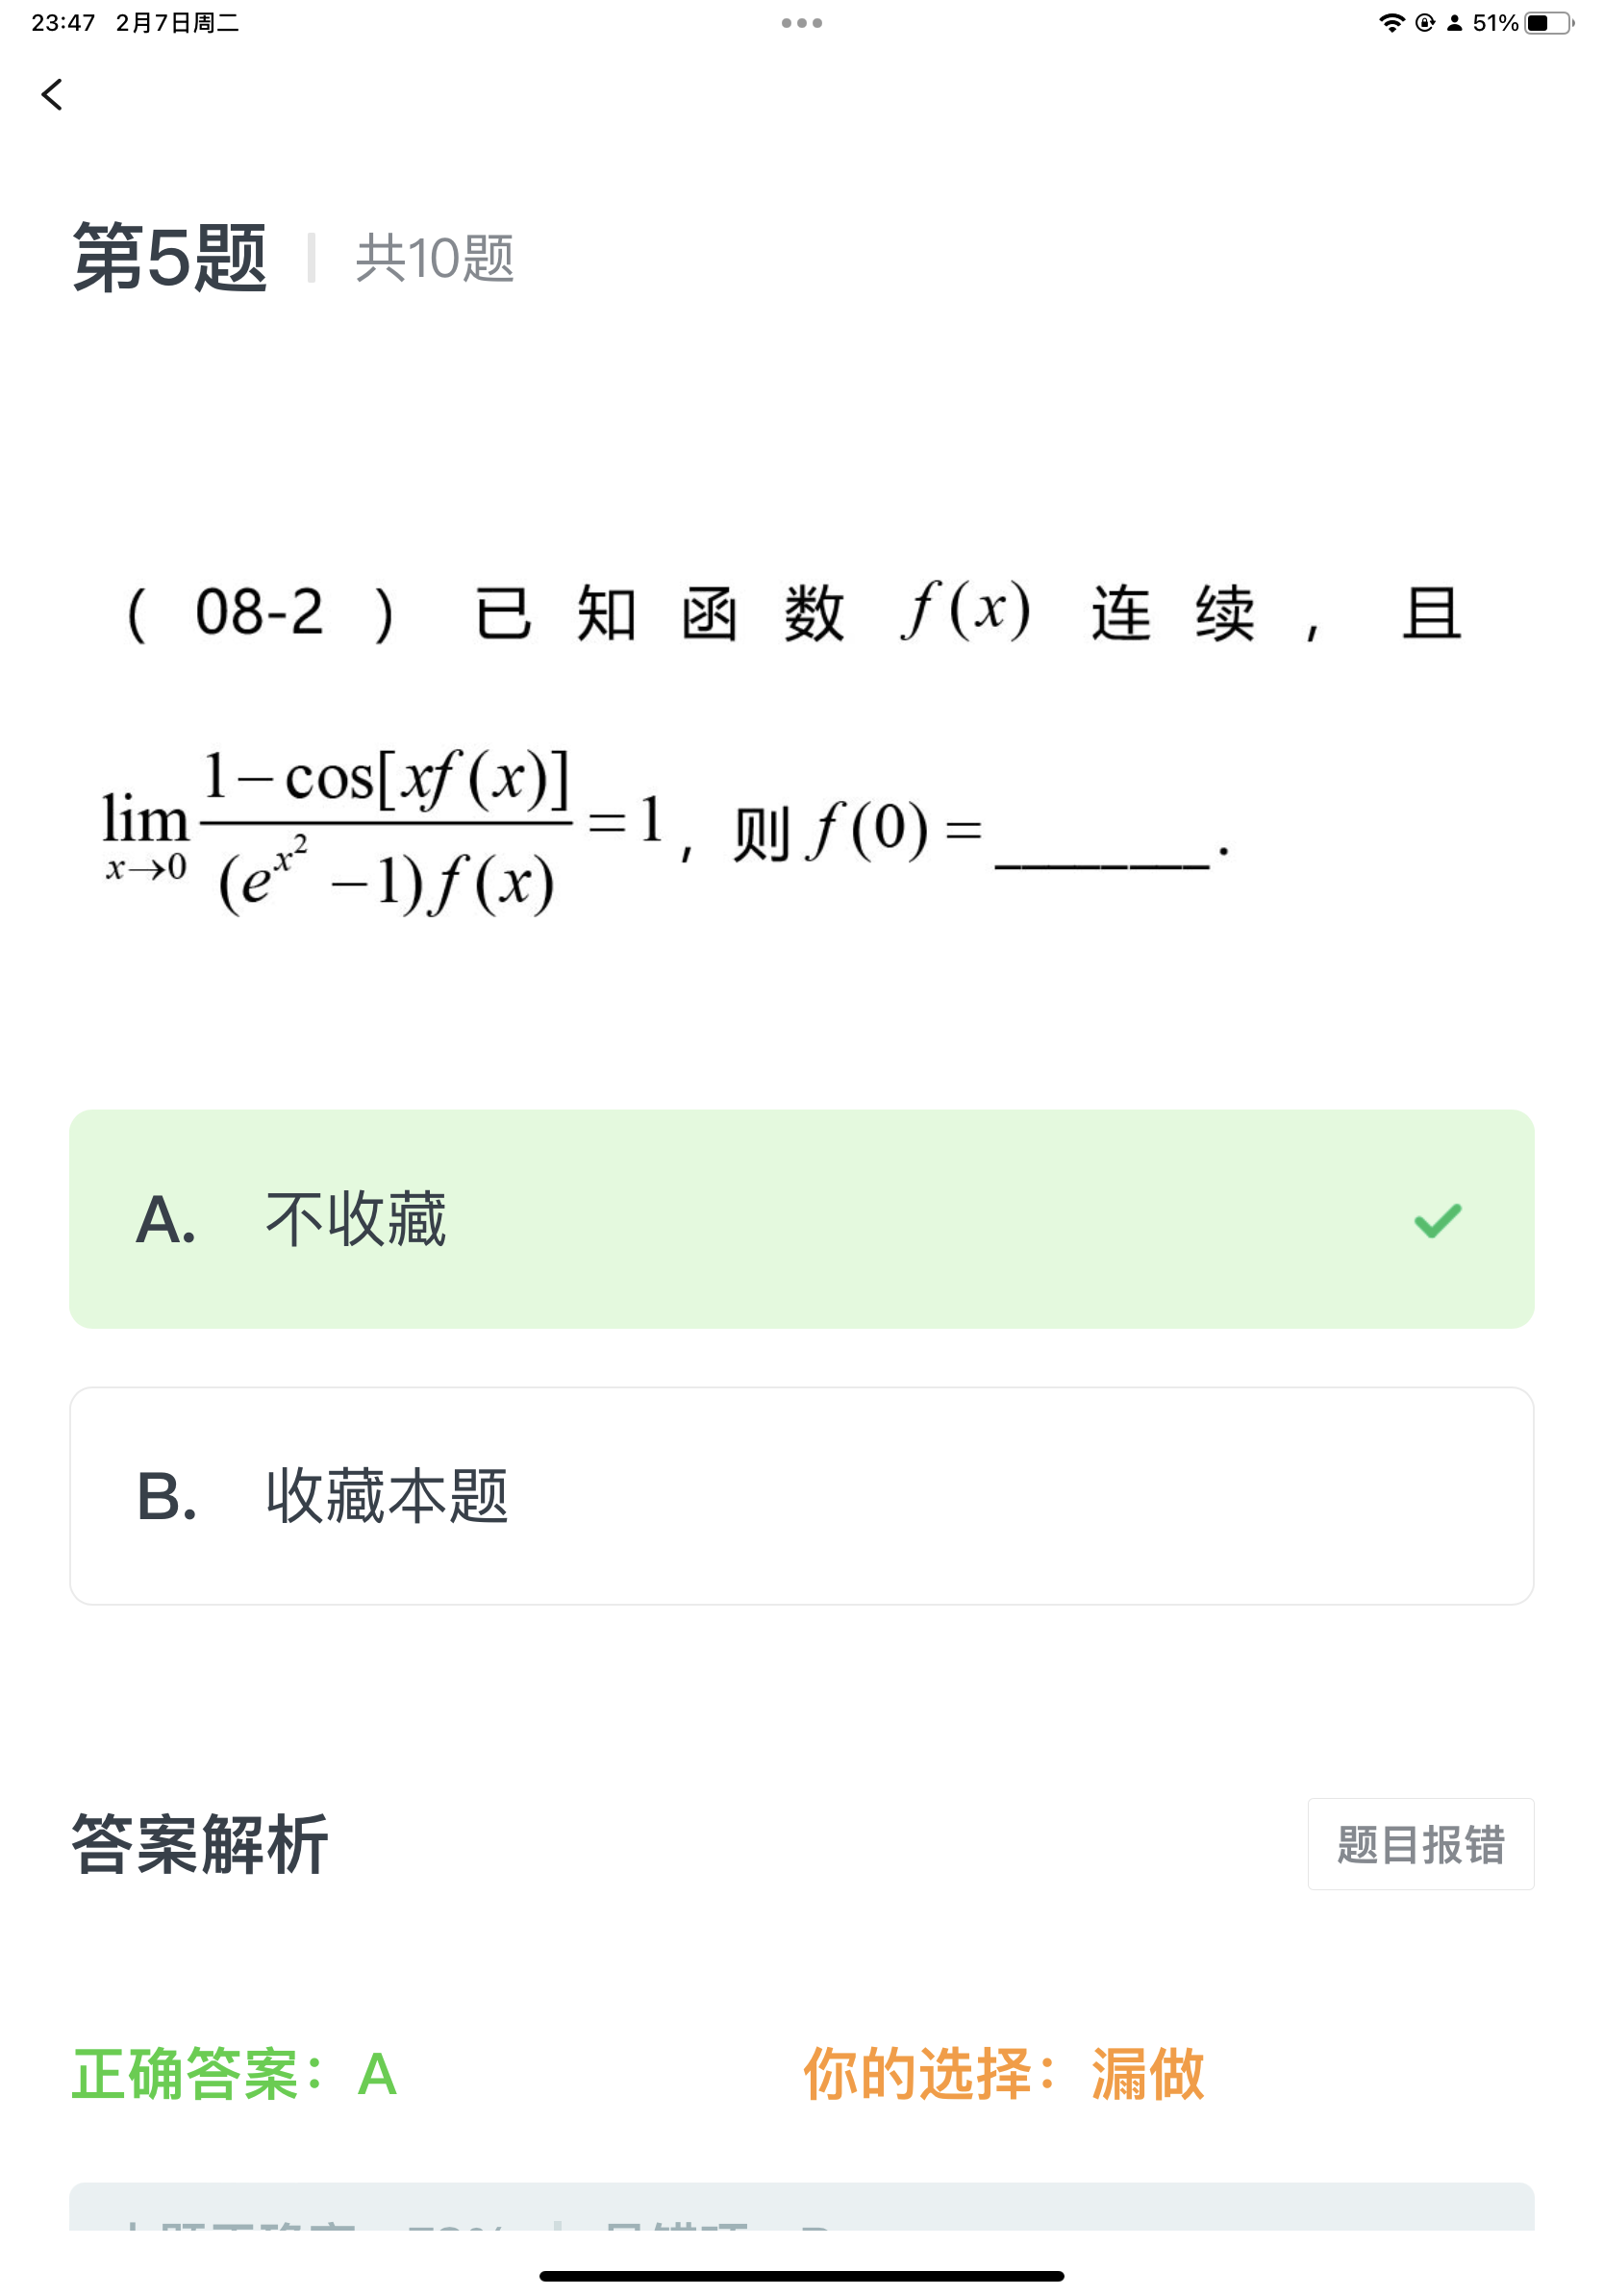 23:47 2月7日周二
51%
第5题 共10题
（ 08-2 ） 已 知 函 数 f(x) 连 续 ， 且
lim_{x→0} \frac{1-cos[xf(x)]}{(e^{x^2}-1)f(x)}=1，则f(0)=________.
A. 不收藏
B. 收藏本题
答案解析
题目报错
正确答案：A 你的选择：漏做